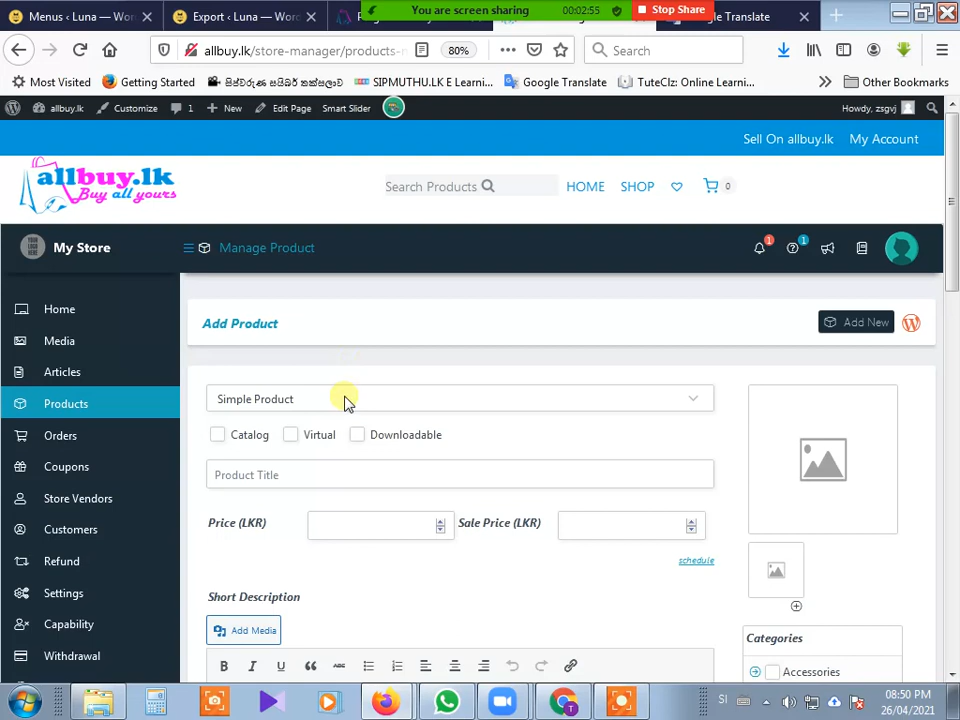 Menus ‹ Luna — Wor
Export ‹ Luna — Wor
You are screen sharing
00:02:55
Stop Share
Google Translate
allbuy.lk/store-manager/products-
80%
Search
Most Visited
Getting Started
SIPMUTHU.LK E Learni...
Google Translate
TuteClz: Online Learni...
Other Bookmarks
allbuy.lk
Customize
1
New
Edit Page
Smart Slider
Howdy, zsgvj
Sell On allbuy.lk
My Account
allbuy.lk
Buy all yours
Search Products
HOME
SHOP
0
My Store
Manage Product
1
1
Home
Media
Articles
Products
Orders
Coupons
Store Vendors
Customers
Refund
Settings
Capability
Withdrawal
Add Product
Add New
Simple Product
Catalog
Virtual
Downloadable
Product Title
Price (LKR)
Sale Price (LKR)
schedule
Short Description
Add Media
B I U
Categories
Accessories
SI
08:50 PM
26/04/2021